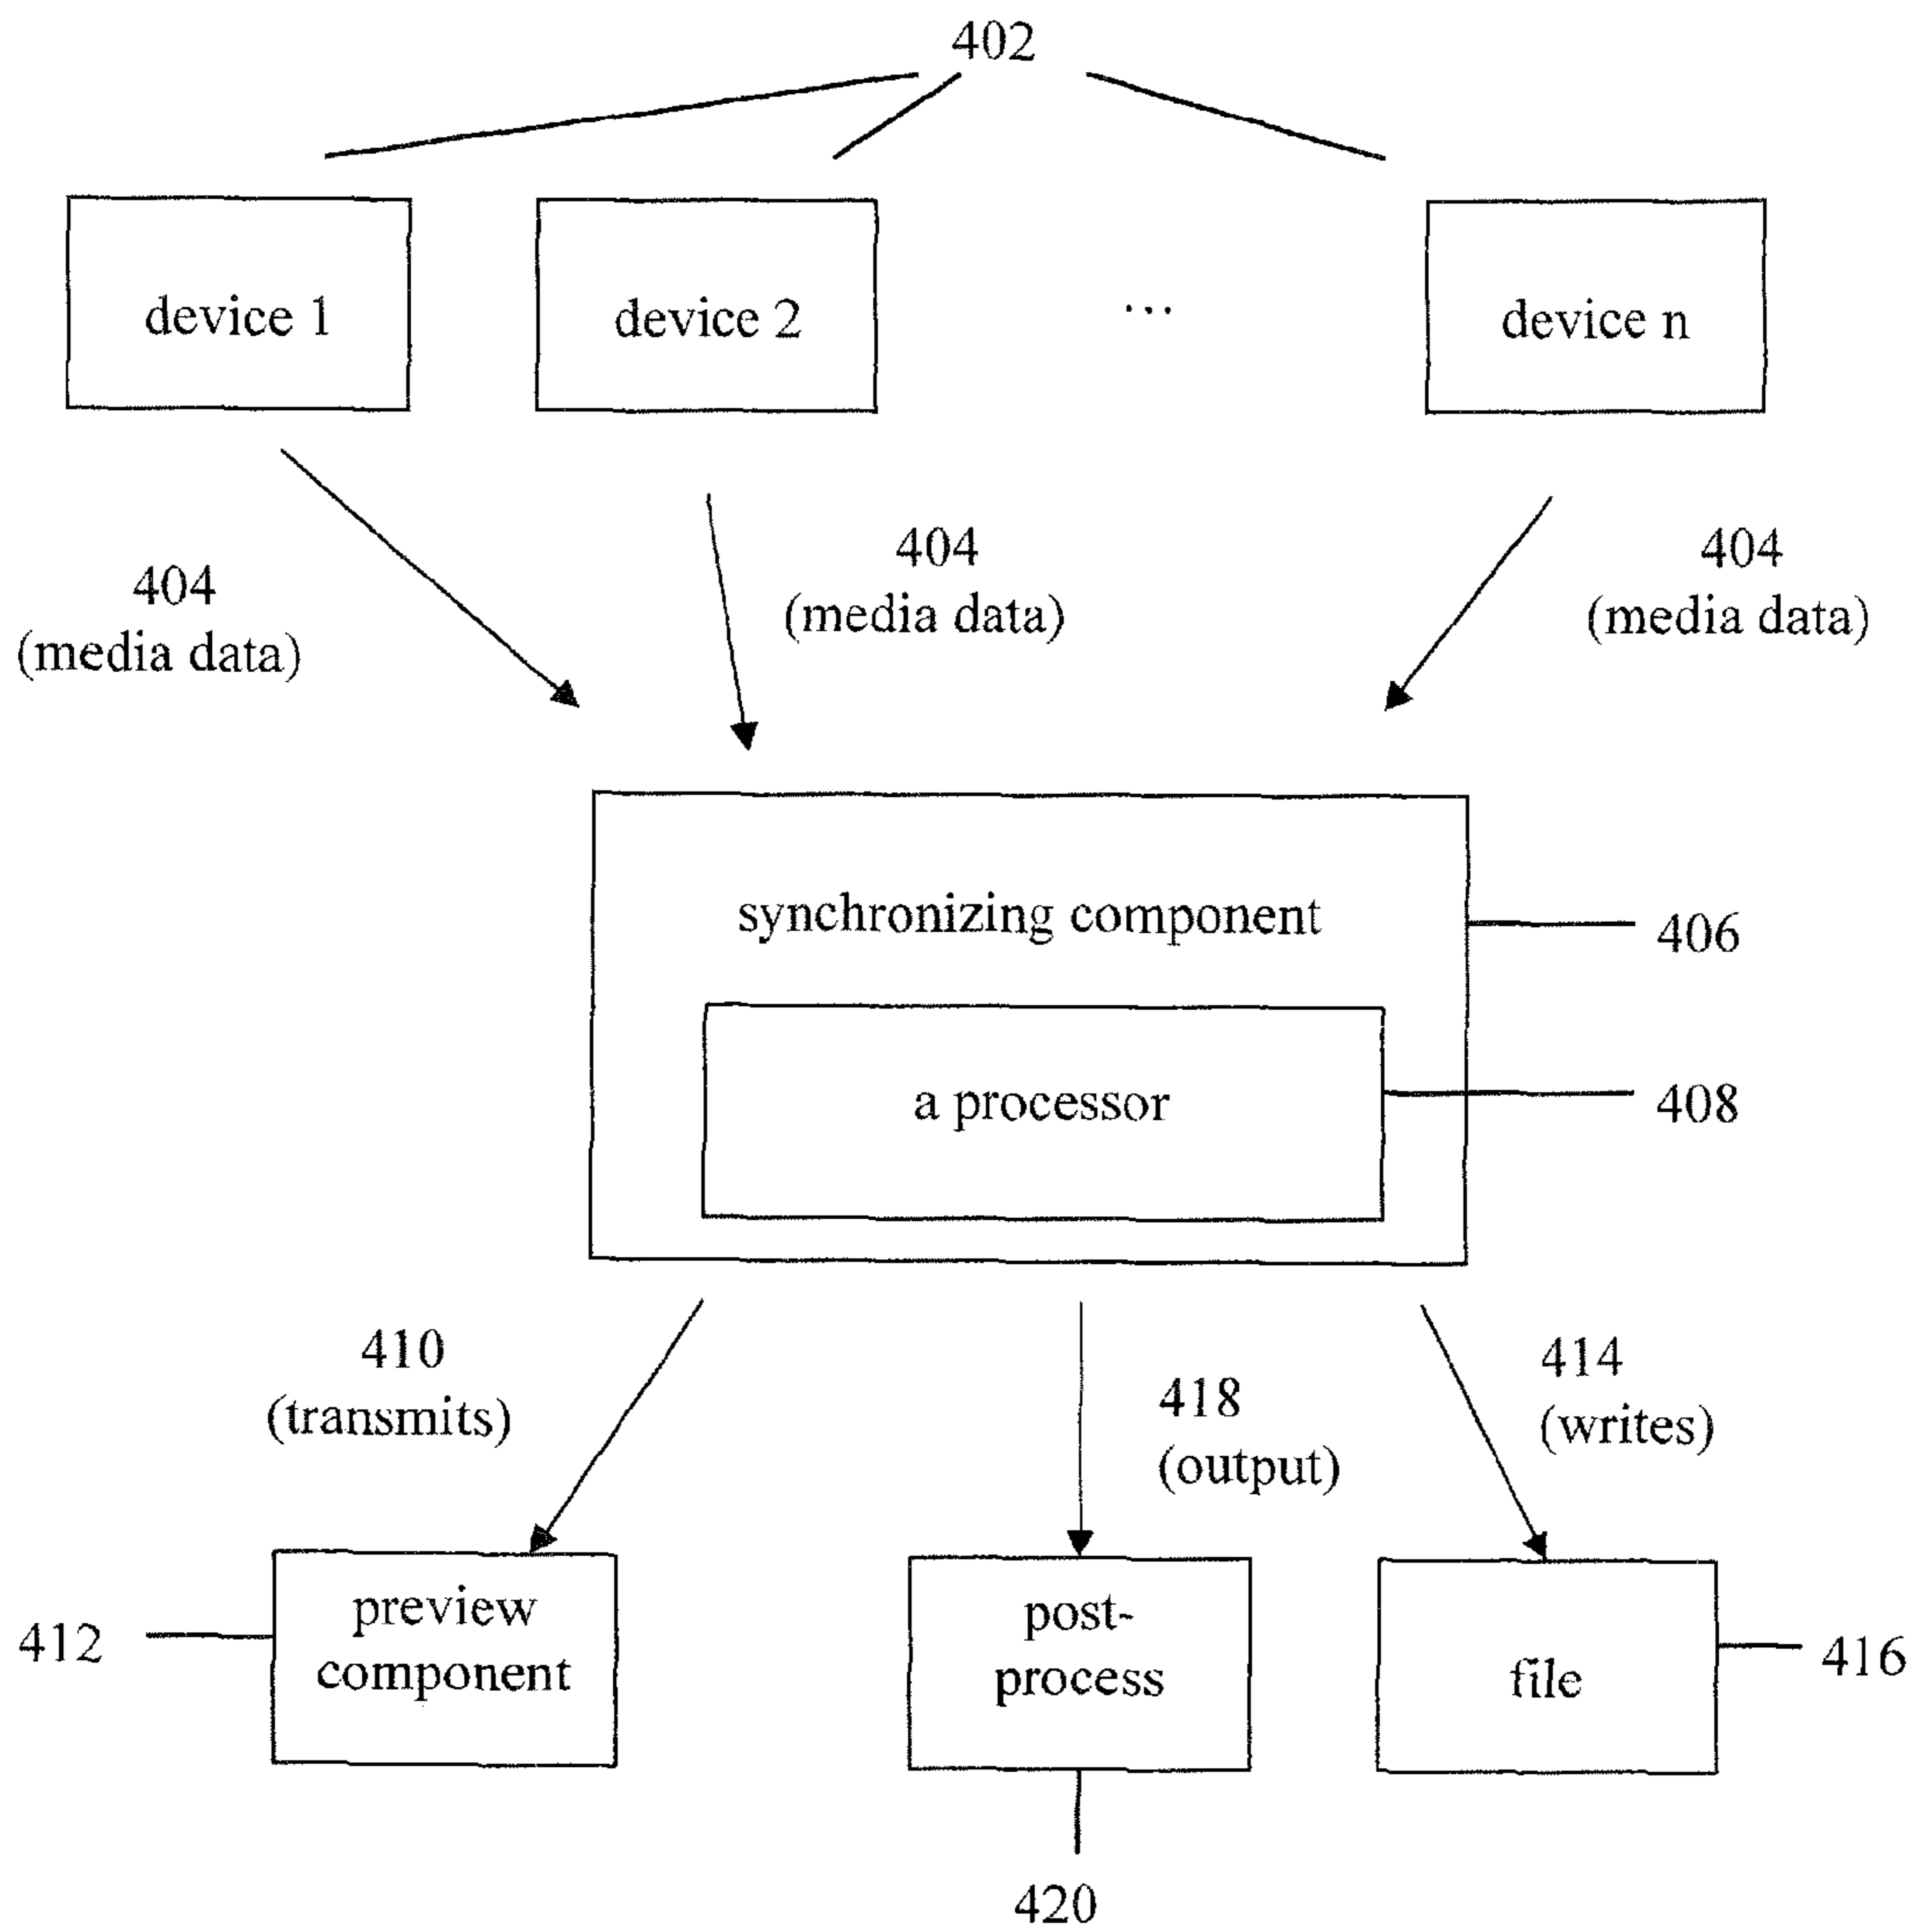 402
device 1
device 2
...
device n
404
(media data)
404
(media data)
404
(media data)
synchronizing component
406
a processor
408
410
(transmits)
418
(output)
414
(writes)
412
preview
component
post-
process
file
416
420